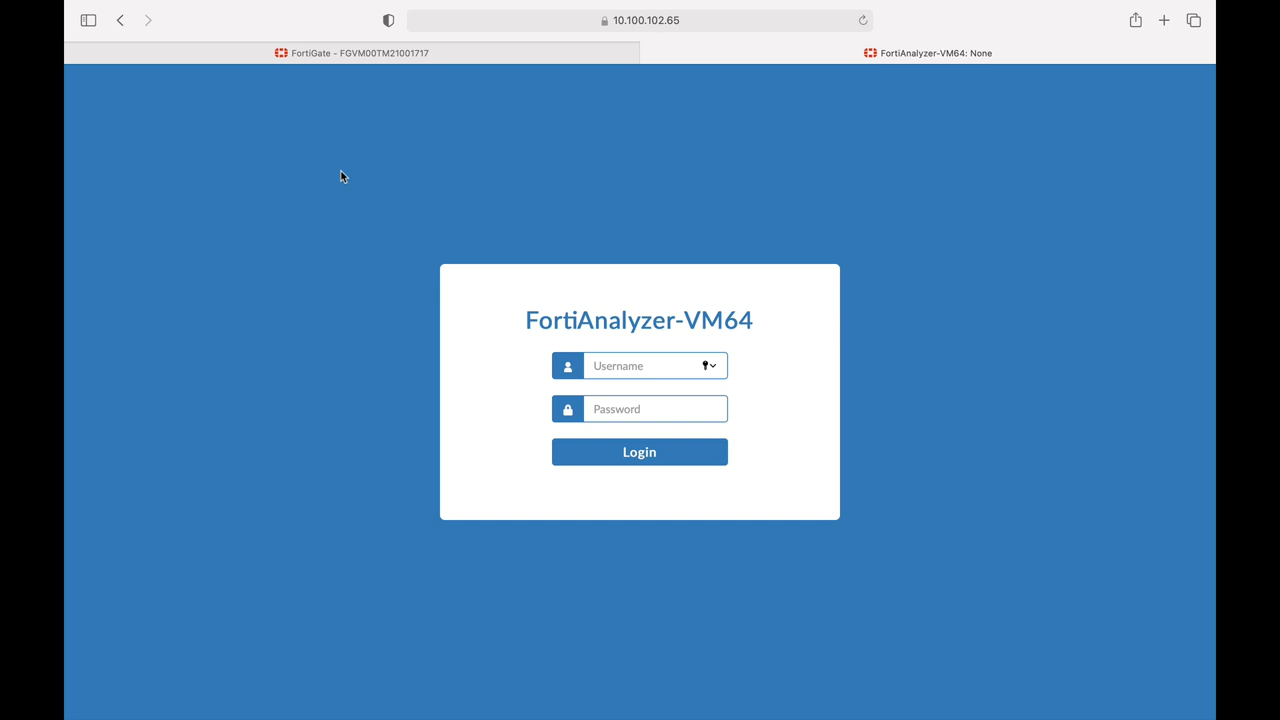 10.100.102.65
FortiGate - FGVM00TM21001717
FortiAnalyzer-VM64: None
FortiAnalyzer-VM64
Username
Password
Login